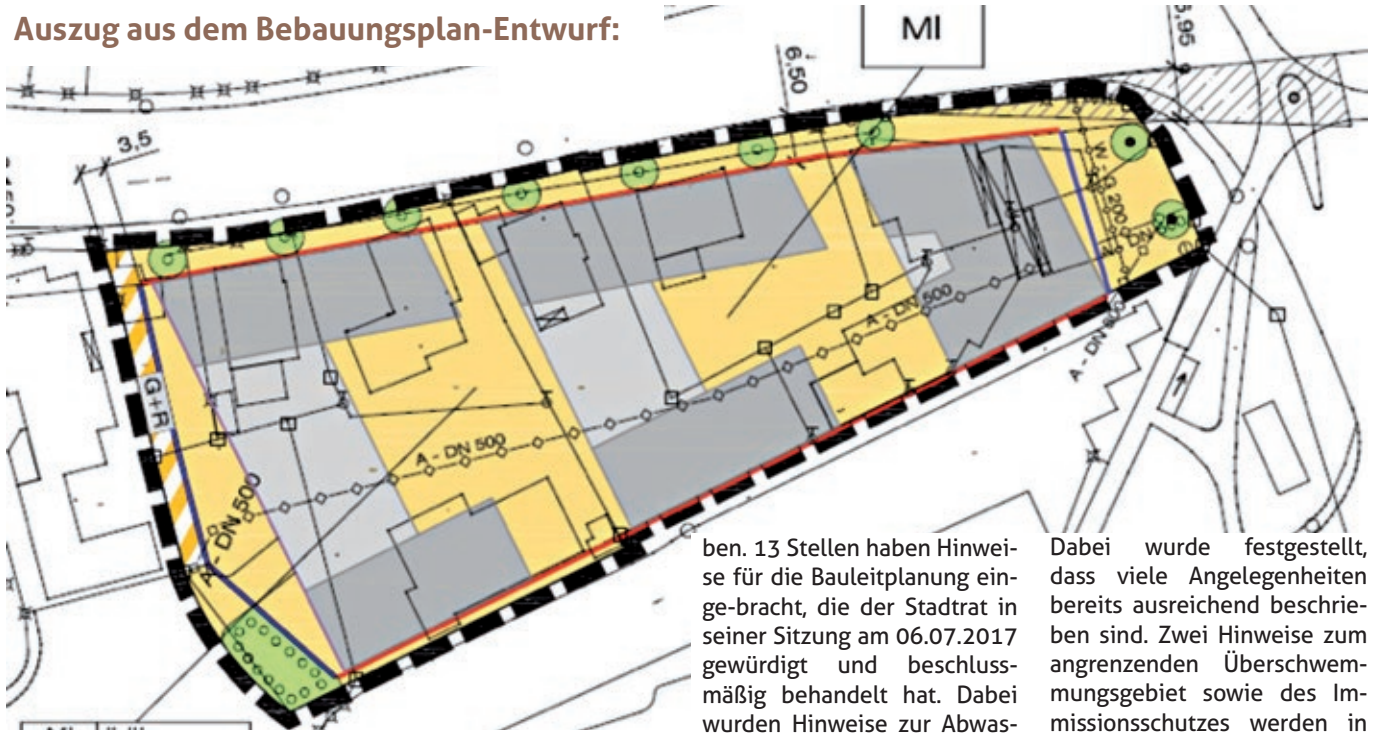 Auszug aus dem Bebauungsplan-Entwurf:
MI
6,50
5,95
3,5
G+R
A - DN 500
A - DN 500
A - DN 500
ben. 13 Stellen haben Hinwei-
se für die Bauleitplanung ein-
ge-bracht, die der Stadtrat in
seiner Sitzung am 06.07.2017
gewürdigt und beschluss-
mäßig behandelt hat. Dabei
wurden Hinweise zur Abwas-
Dabei wurde festgestellt,
dass viele Angelegenheiten
bereits ausreichend beschrie-
ben sind. Zwei Hinweise zum
angrenzenden Überschwem-
mungsgebiet sowie des Im-
missionsschutzes werden in